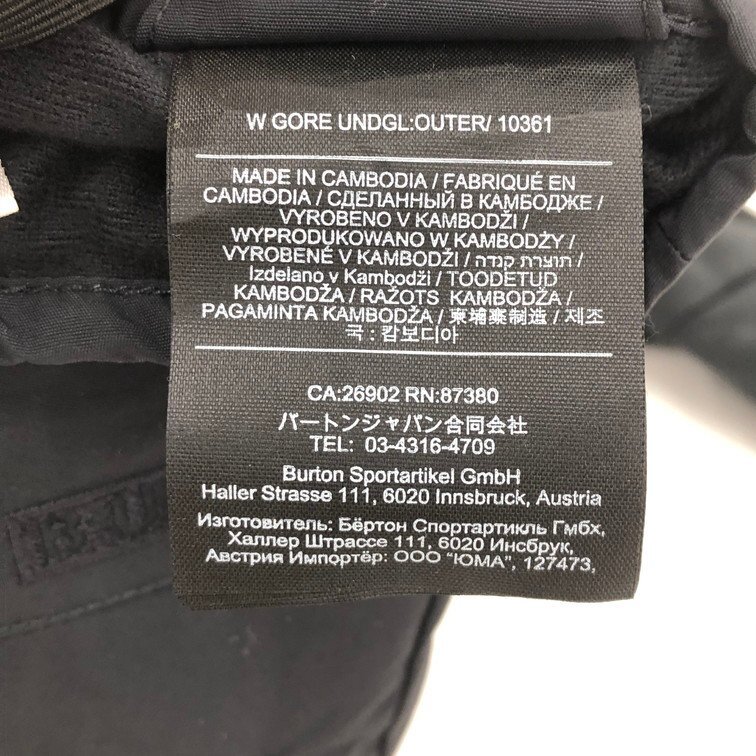 W GORE UNDGL:OUTER/ 10361
MADE IN CAMBODIA / FABRIQUÉ EN
CAMBODIA / СДЕЛАННЫЙ В КАМБОДЖЕ /
VYROBENO V KAMBODŽI /
WYPRODUKOWANO W KAMBODŻY /
VYROBENÉ V KAMBODŽI / תוצרת קנדה /
Izdelano v Kambodži / TOODETUD
KAMBODŽA / RAŽOTS KAMBODŽA /
PAGAMINTA KAMBODŽA / 柬埔寨制造 / 제조
국 : 캄보디아
CA:26902 RN:87380
バートンジャパン合同会社
TEL: 03-4316-4709
Burton Sportartikel GmbH
Haller Strasse 111, 6020 Innsbruck, Austria
Изготовитель: Бёртон Спортартикль Гмбх,
Халлер Штрассе 111, 6020 Инсбрук,
Австрия Импортёр: ООО "ЮМА", 127473,